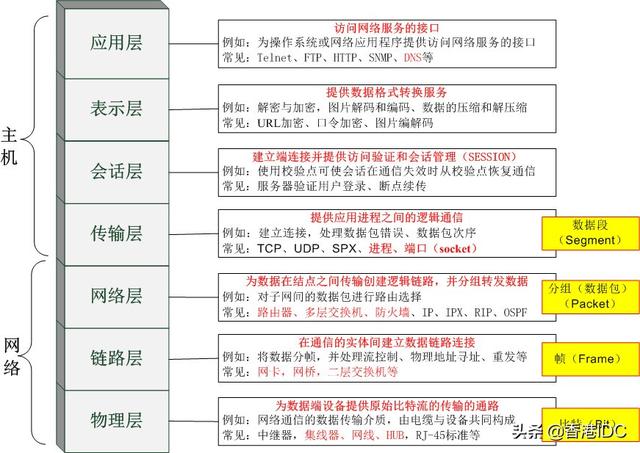 主机
网络
应用层
访问网络服务的接口
例如：为操作系统或网络应用程序提供访问网络服务的接口
常见：Telnet、FTP、HTTP、SNMP、DNS等
表示层
提供数据格式转换服务
例如：解密与加密，图片解码和编码、数据的压缩和解压缩
常见：URL加密、口令加密、图片编解码
会话层
建立端连接并提供访问验证和会话管理（SESSION）
例如：使用校验点可使会话在通信失效时从校验点恢复通信
常见：服务器验证用户登录、断点续传
传输层
提供应用进程之间的逻辑通信
例如：建立连接，处理数据包错误、数据包次序
常见：TCP、UDP、SPX、进程、端口（socket）
数据段
（Segment）
网络层
为数据在结点之间传输创建逻辑链路，并分组转发数据
例如：对子网间的数据包进行路由选择
常见：路由器、多层交换机、防火墙、IP、IPX、RIP、OSPF
分组（数据包）
（Packet）
链路层
在通信的实体间建立数据链路连接
例如：将数据分帧，并处理流控制、物理地址寻址、重发等
常见：网卡，网桥，二层交换机等
帧（Frame）
物理层
为数据端设备提供原始比特流的传输的通路
例如：网络通信的数据传输介质，由电缆与设备共同构成
常见：中继器，集线器、网线、HUB，RJ-45标准等
头条 @香港IDC